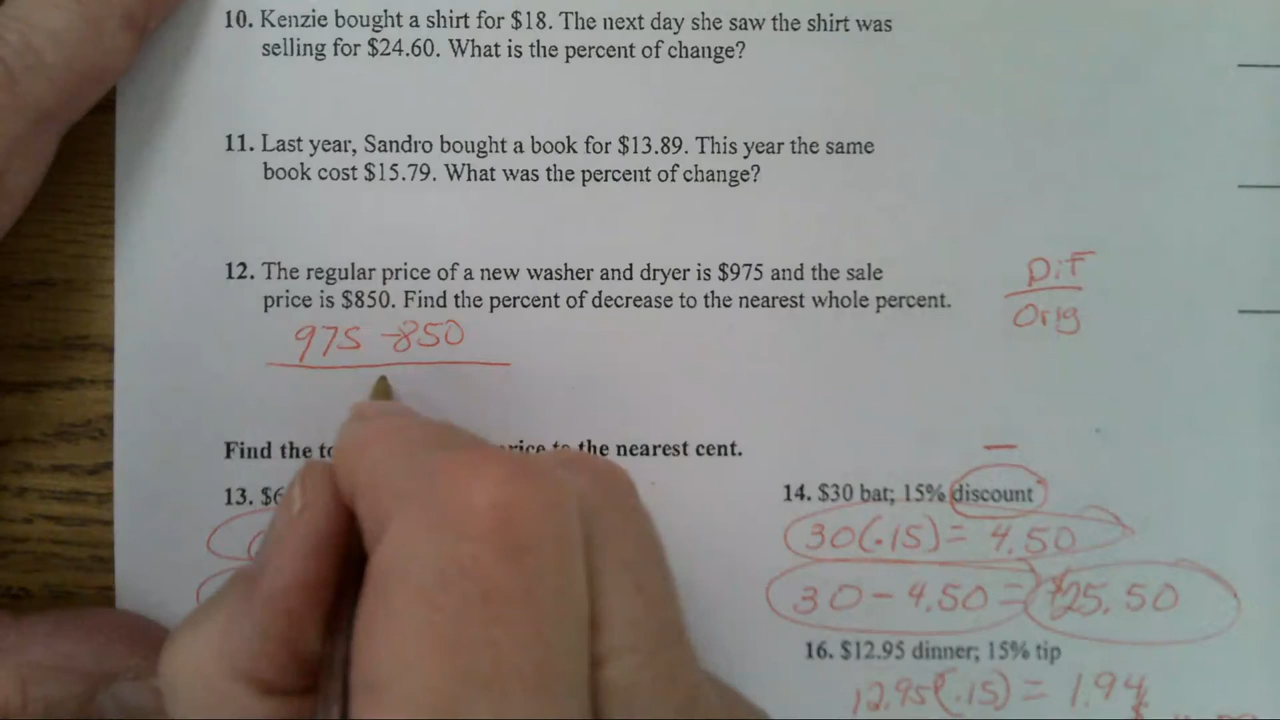 10. Kenzie bought a shirt for $18. The next day she saw the shirt was
selling for $24.60. What is the percent of change?
11. Last year, Sandro bought a book for $13.89. This year the same
book cost $15.79. What was the percent of change?
12. The regular price of a new washer and dryer is $975 and the sale
price is $850. Find the percent of decrease to the nearest whole percent.
Dif
Orig
975 - 850
Find the to the nearest cent.
13.
14. $30 bat; 15% discount
30(.15) = 4.50
30 - 4.50 = $25.50
16. $12.95 dinner; 15% tip
12.95(.15) = 1.94